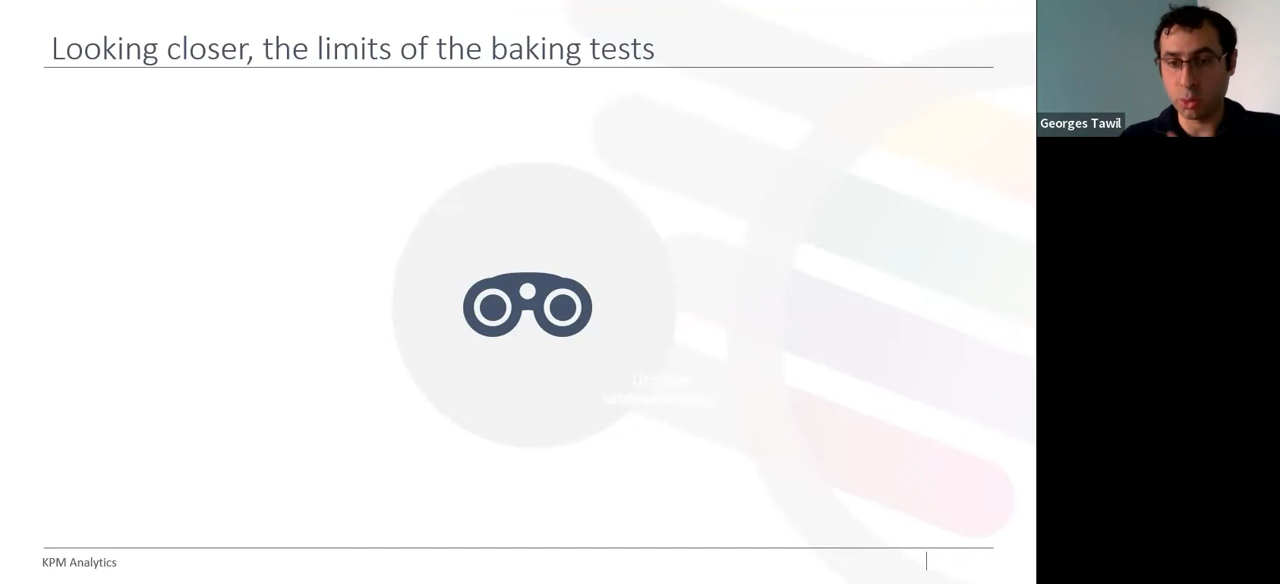 Looking closer, the limits of the baking tests
Georges Tawil
KPM Analytics